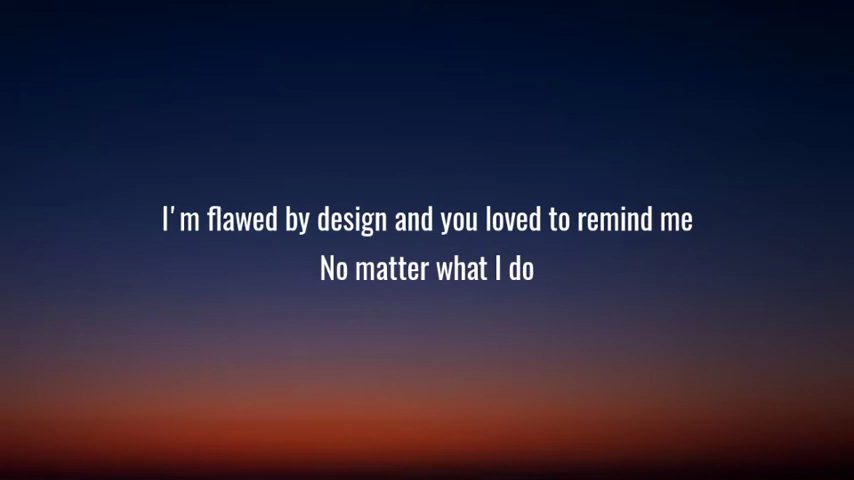 I'm flawed by design and you loved to remind me
No matter what I do